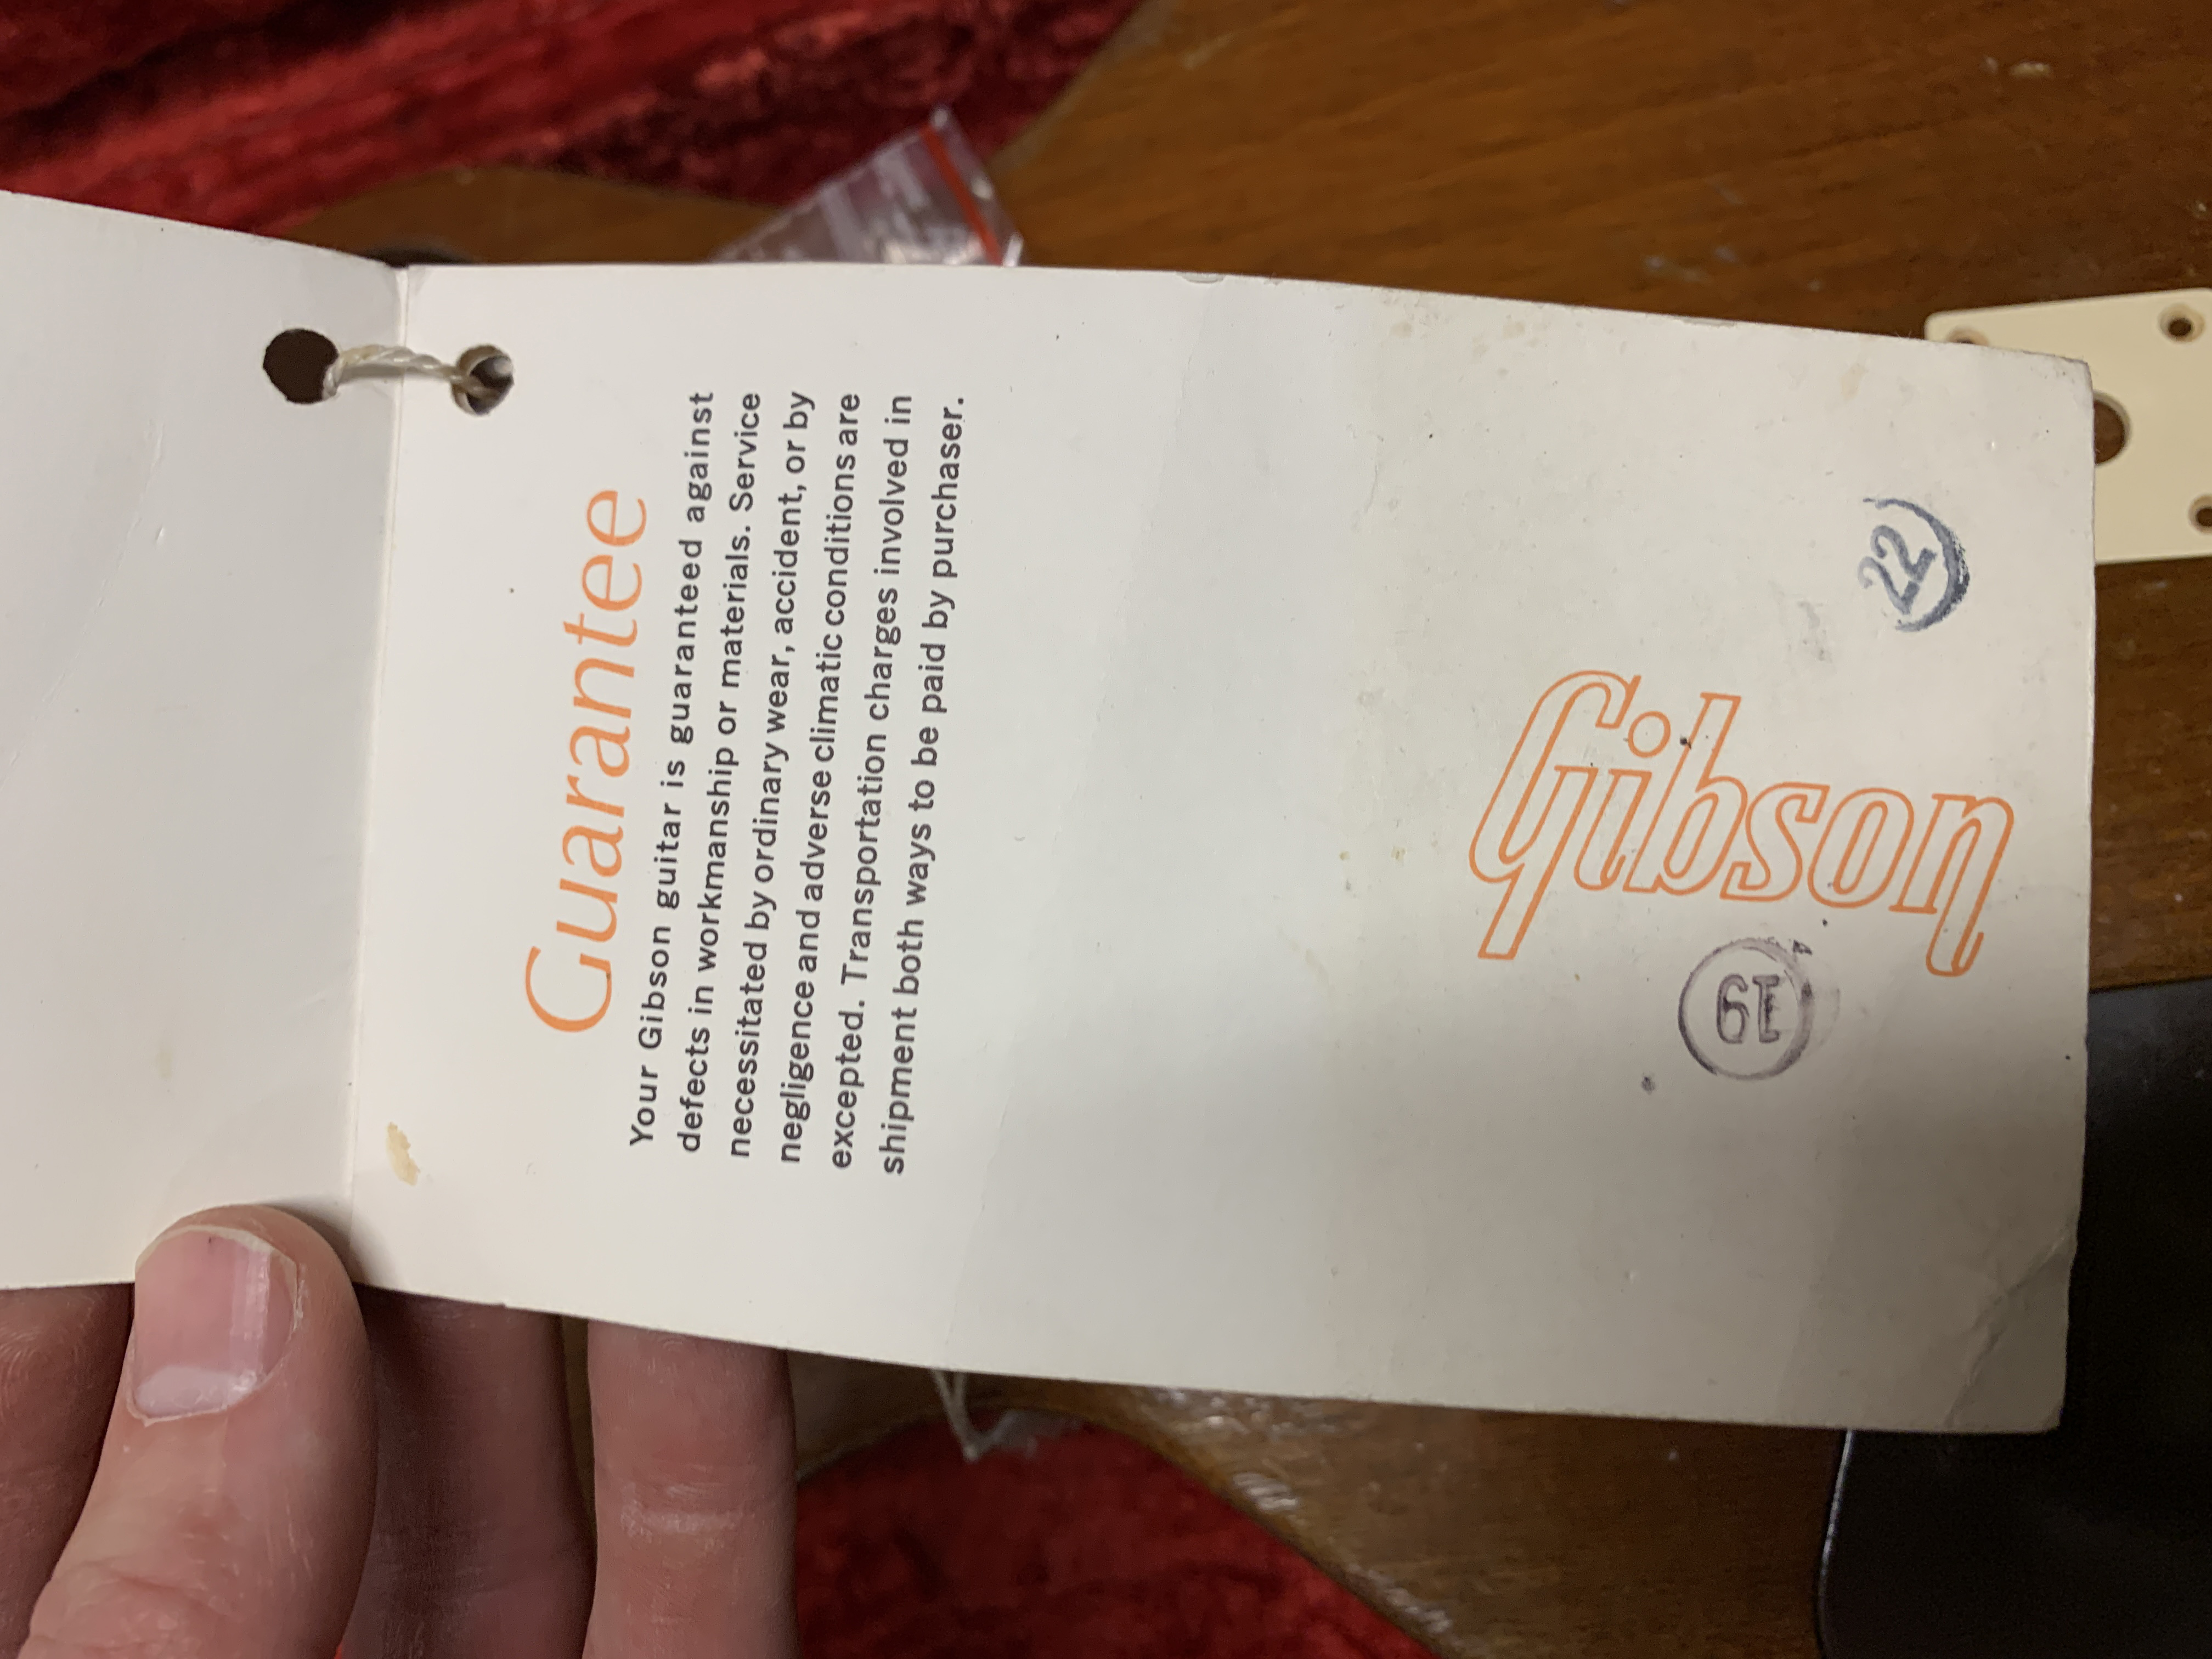 Guarantee
Your Gibson guitar is guaranteed against
defects in workmanship or materials. Service
necessitated by ordinary wear, accident, or by
negligence and adverse climatic conditions are
excepted. Transportation charges involved in
shipment both ways to be paid by purchaser.
Gibson
19
22